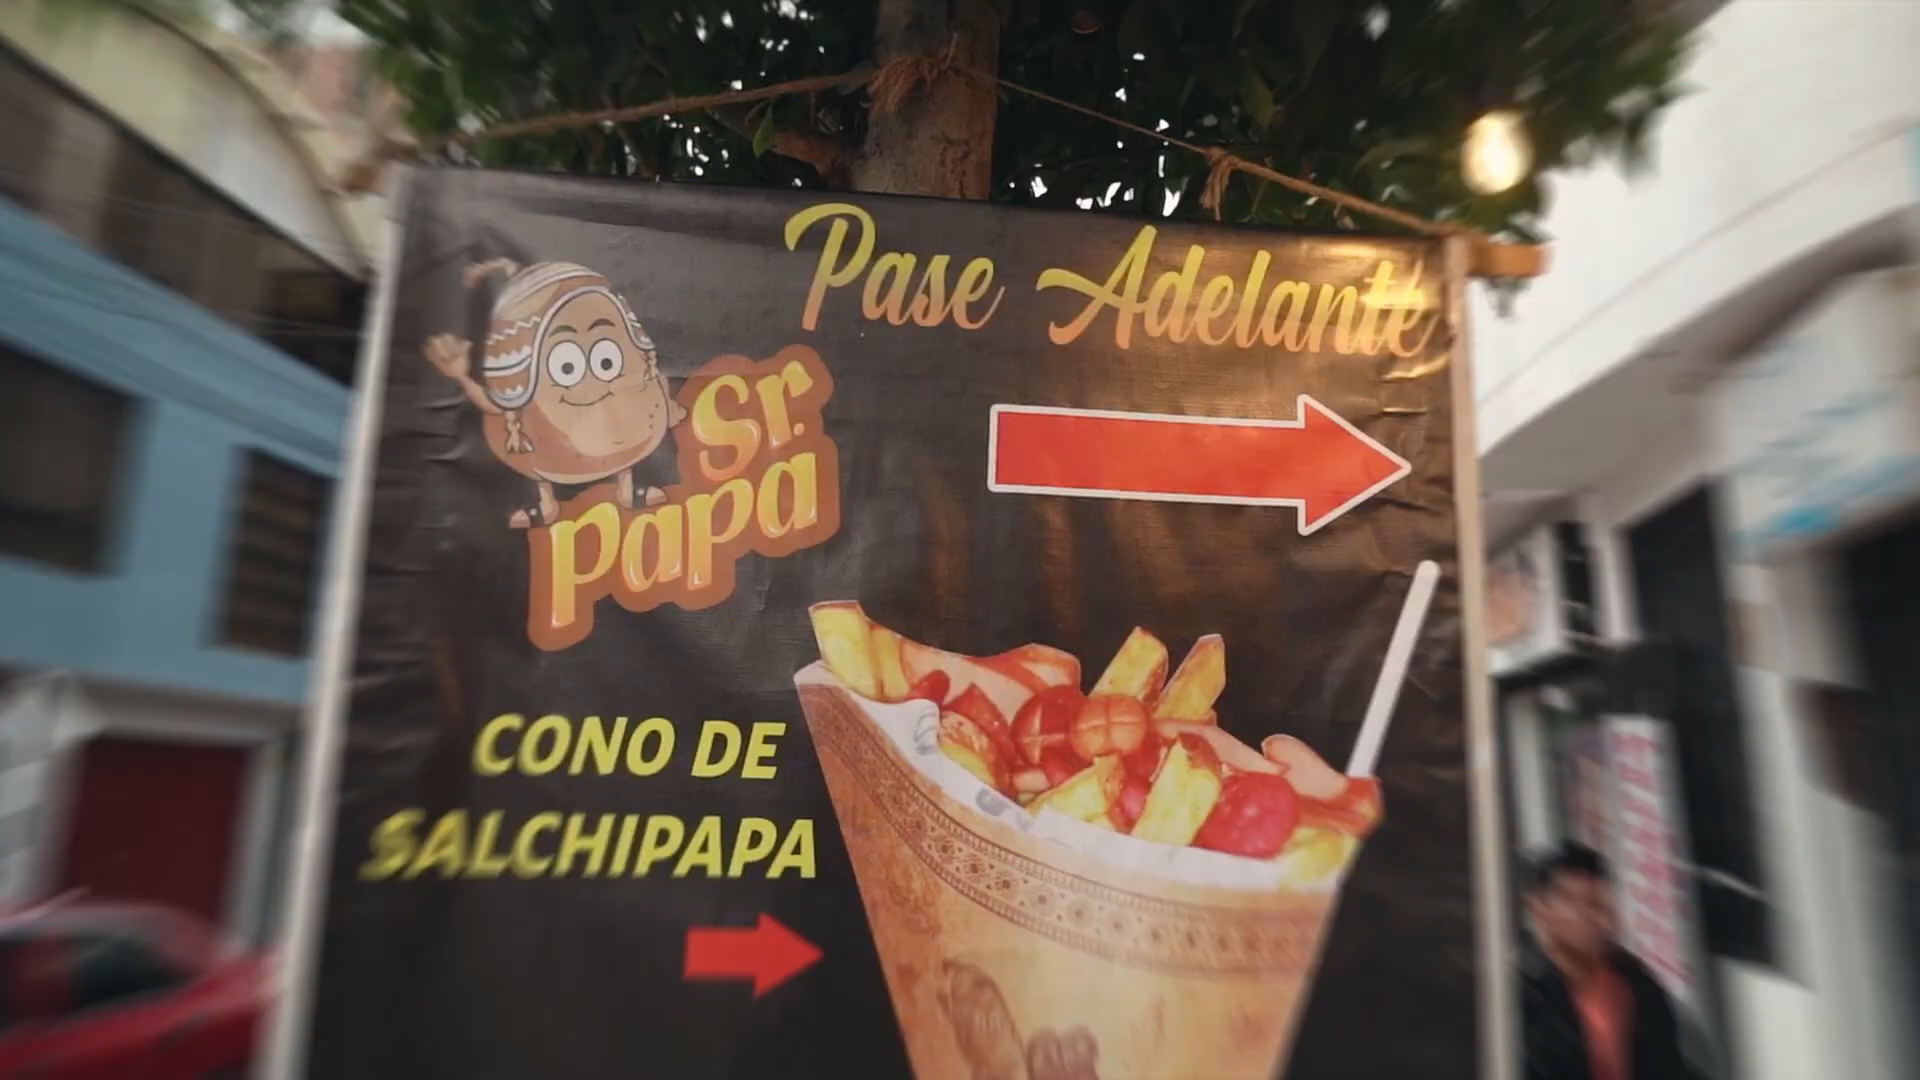 Pase Adelante
Sr.
papa
CONO DE
SALCHIPAPA